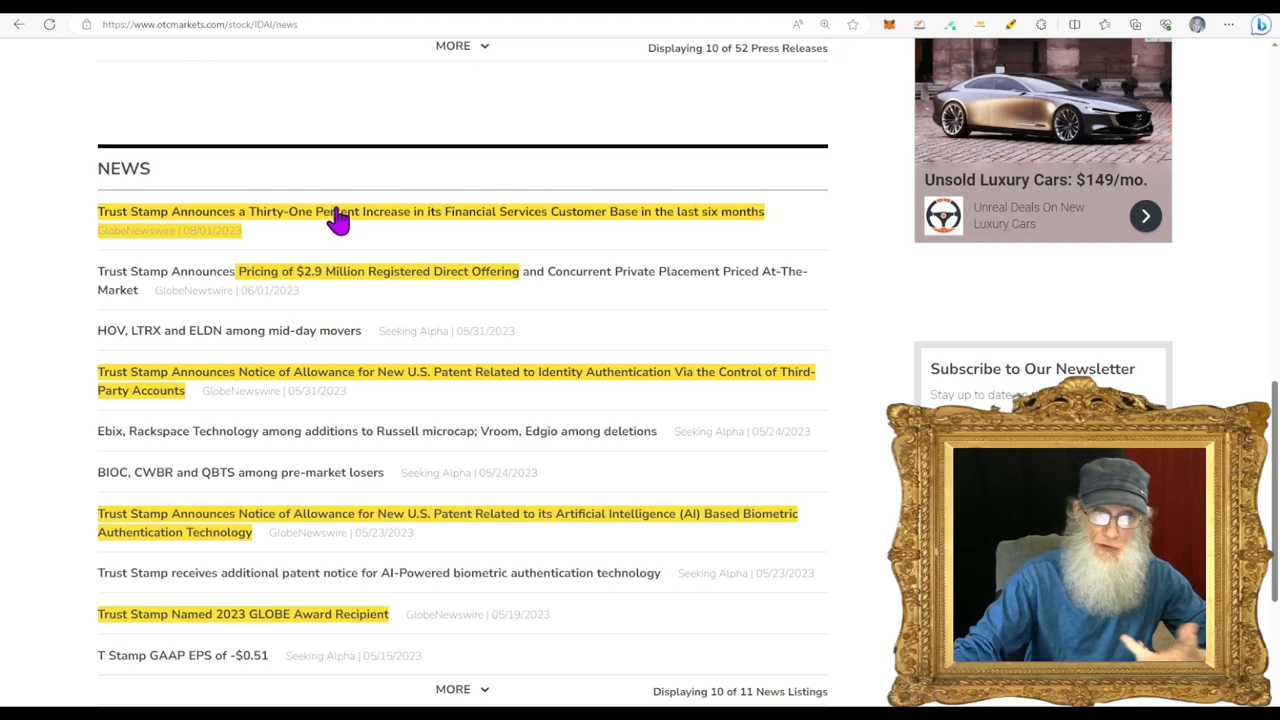 https://www.otcmarkets.com/stock/IDAI/news
MORE
Displaying 10 of 52 Press Releases
NEWS
Trust Stamp Announces a Thirty-One Percent Increase in its Financial Services Customer Base in the last six months
GlobeNewswire | 08/01/2023
Trust Stamp Announces Pricing of $2.9 Million Registered Direct Offering and Concurrent Private Placement Priced At-The-
Market GlobeNewswire | 06/01/2023
HOV, LTRX and ELDN among mid-day movers Seeking Alpha | 05/31/2023
Trust Stamp Announces Notice of Allowance for New U.S. Patent Related to Identity Authentication Via the Control of Third-
Party Accounts GlobeNewswire | 05/31/2023
Ebix, Rackspace Technology among additions to Russell microcap; Vroom, Edgio among deletions Seeking Alpha | 05/24/2023
BIOC, CWBR and QBTS among pre-market losers Seeking Alpha | 05/24/2023
Trust Stamp Announces Notice of Allowance for New U.S. Patent Related to its Artificial Intelligence (AI) Based Biometric
Authentication Technology GlobeNewswire | 05/23/2023
Trust Stamp receives additional patent notice for AI-Powered biometric authentication technology Seeking Alpha | 05/23/2023
Trust Stamp Named 2023 GLOBE Award Recipient GlobeNewswire | 05/19/2023
T Stamp GAAP EPS of -$0.51 Seeking Alpha | 05/15/2023
MORE
Displaying 10 of 11 News Listings
Unsold Luxury Cars: $149/mo.
Unreal Deals On New
Luxury Cars
Subscribe to Our Newsletter
Stay up to date